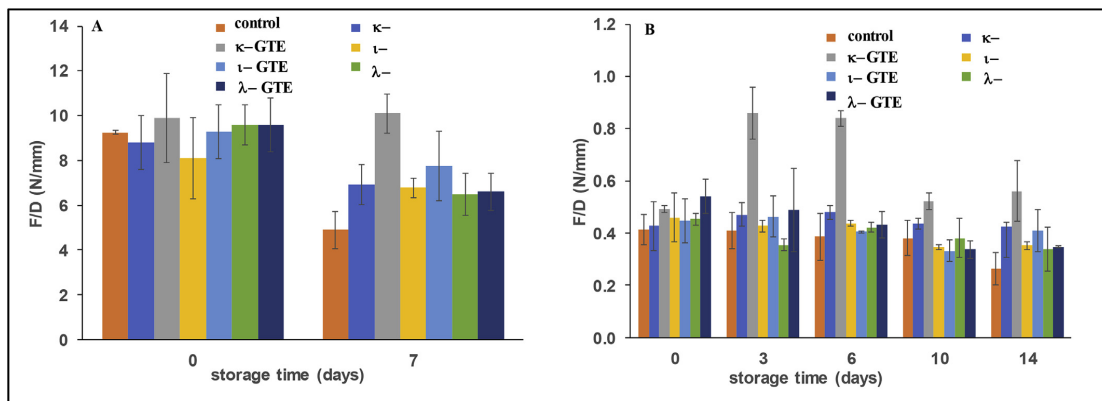 A
control
κ–
κ–GTE
ι–
ι– GTE
λ–
λ– GTE
F/D (N/mm)
14
12
10
8
6
4
2
0
0
7
storage time (days)
B
control
κ–
κ–GTE
ι–
ι– GTE
λ–
λ– GTE
F/D (N/mm)
1.2
1.0
0.8
0.6
0.4
0.2
0.0
0
3
6
10
14
storage time (days)